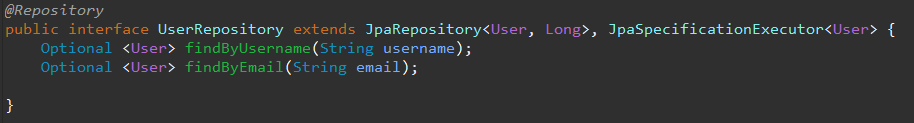 @Repository
public interface UserRepository extends JpaRepository<User, Long>, JpaSpecificationExecutor<User> {
    Optional <User> findByUsername(String username);
    Optional <User> findByEmail(String email);
}